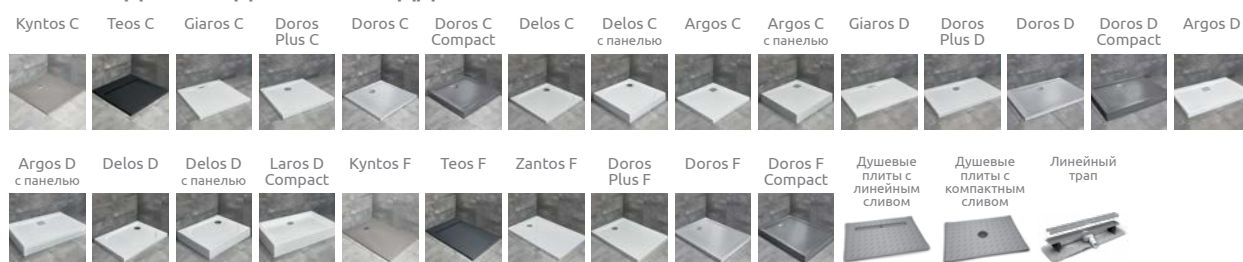 Kyntos C
Teos C
Giaros C
Doros
Plus C
Doros C
Doros C
Compact
Delos C
Delos C
с панелью
Argos C
Argos C
с панелью
Giaros D
Doros
Plus D
Doros D
Doros D
Compact
Argos D
Argos D
с панелью
Delos D
Delos D
с панелью
Laros D
Compact
Kyntos F
Teos F
Zantos F
Doros
Plus F
Doros F
Doros F
Compact
Душевые
плиты с
линейным
сливом
Душевые
плиты с
компактным
сливом
Линейный
трап